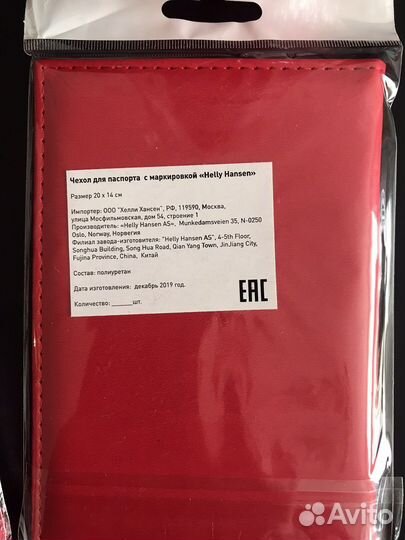 Чехол для паспорта с маркировкой «Helly Hansen»
Размер 20 х 14 см
Импортер: ООО "Хелли Хансен", РФ, 119590, Москва,
улица Мосфильмовская, дом 54, строение 1
Производитель: «Helly Hansen AS», Munkedamsveien 35, N-0250
Oslo, Norway, Норвегия
Филиал завода-изготовителя: "Helly Hansen AS", 4-5th Floor,
Songhua Building, Song Hua Road, Qian Yang Town, JinJiang City,
Fujina Province, China, Китай
Состав: полиуретан
Дата изготовления: декабрь 2019 год.
Количество: ______шт.
EAC
Avito